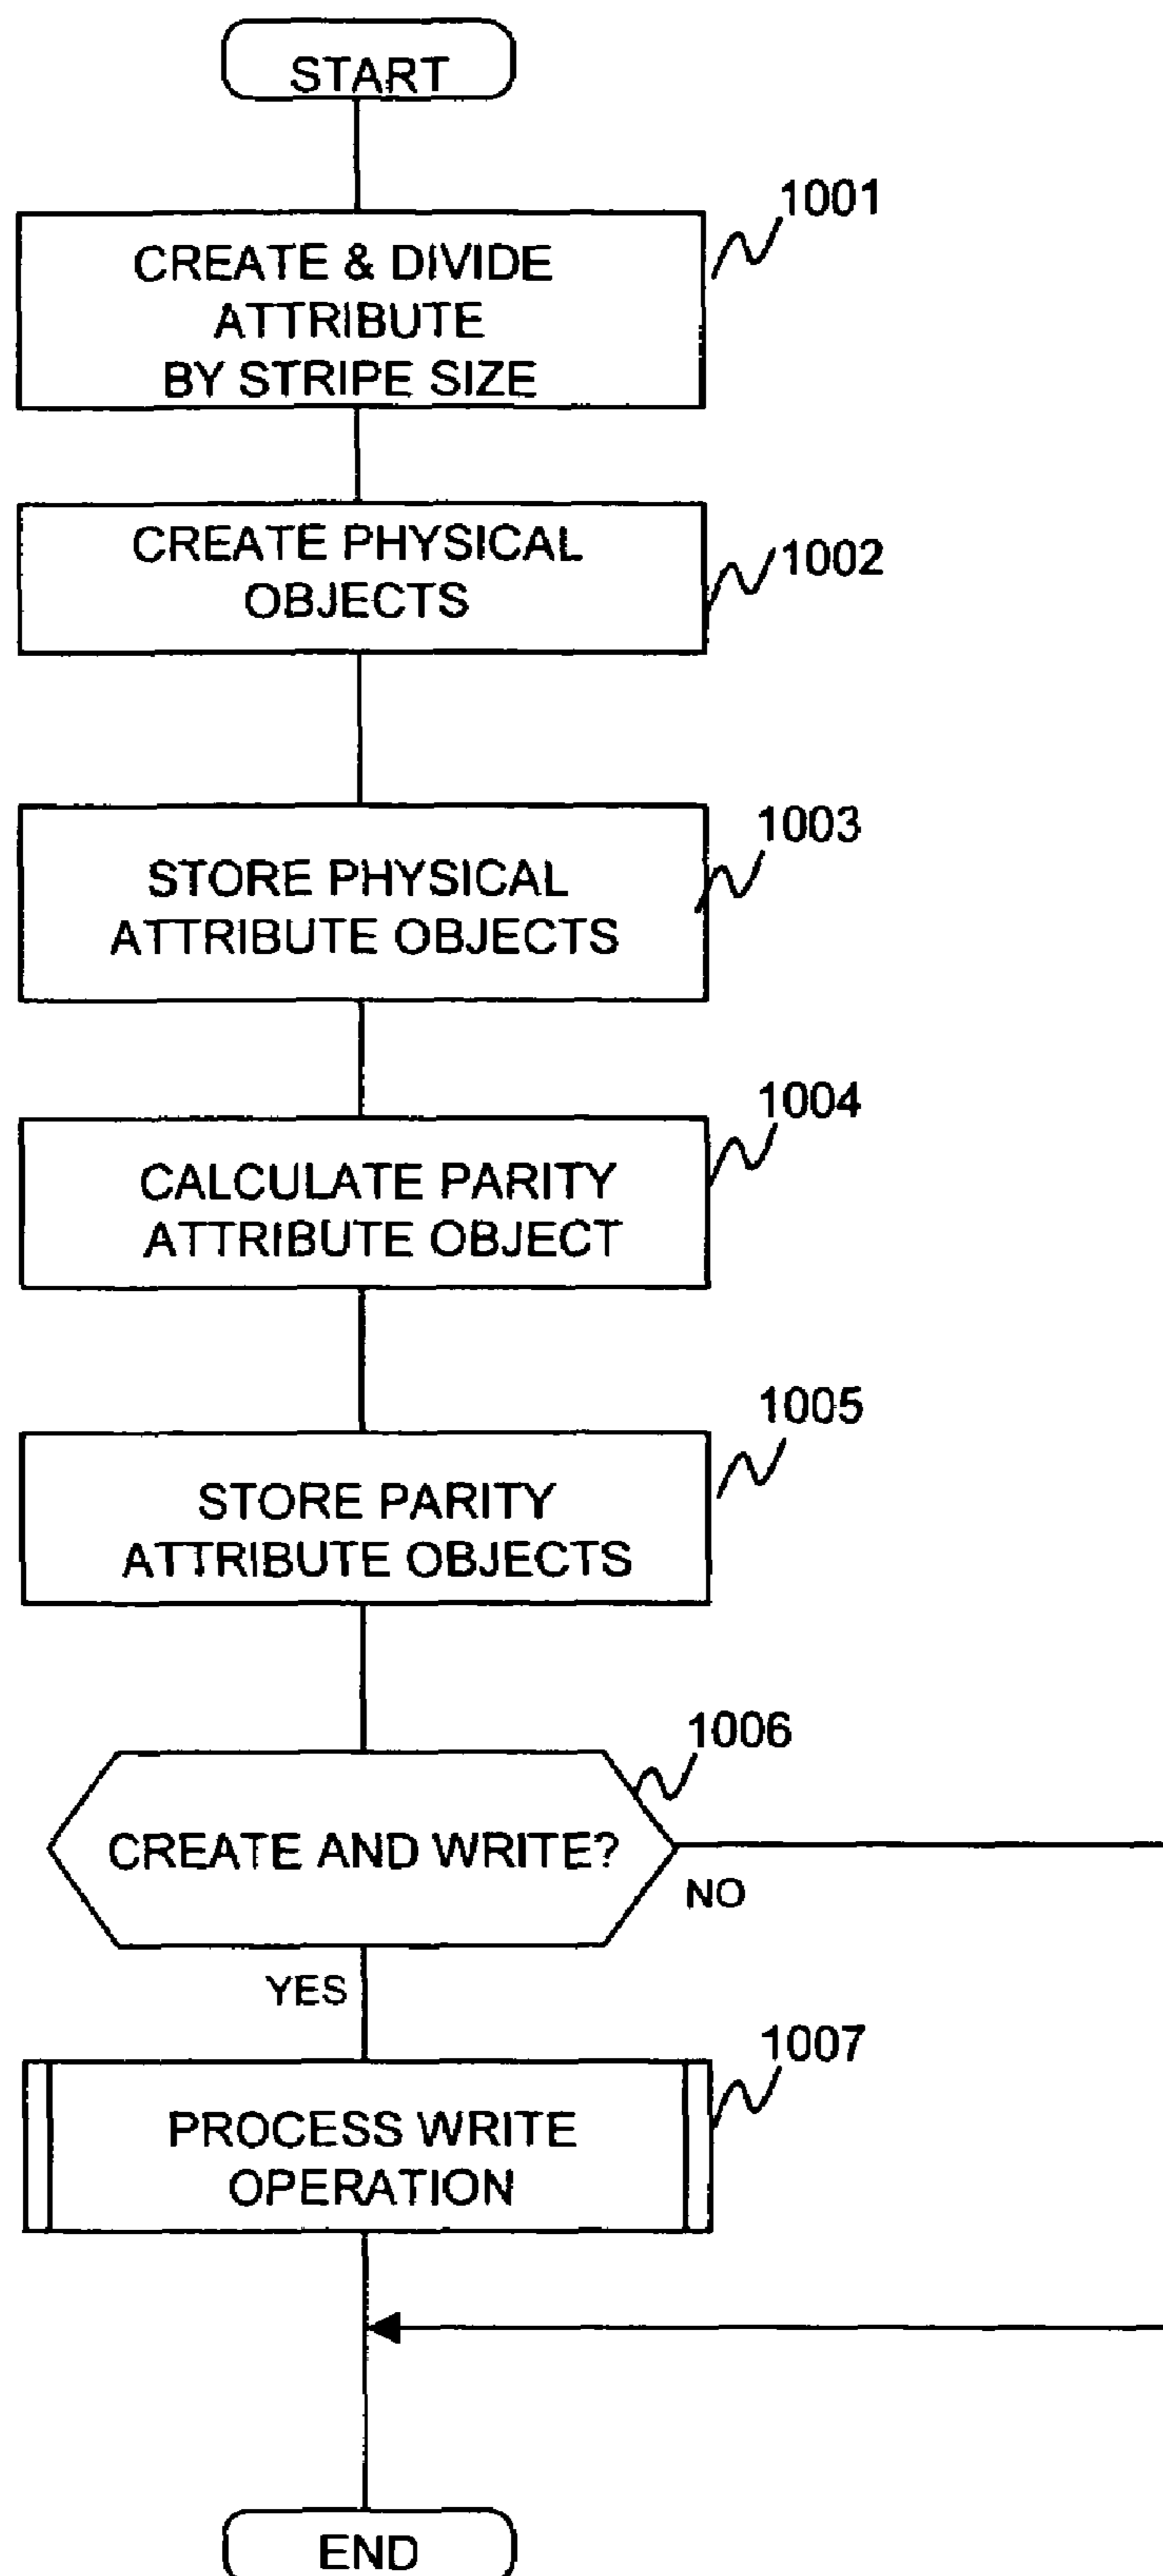 START
1001
CREATE & DIVIDE
ATTRIBUTE
BY STRIPE SIZE
CREATE PHYSICAL
OBJECTS
1002
1003
STORE PHYSICAL
ATTRIBUTE OBJECTS
1004
CALCULATE PARITY
ATTRIBUTE OBJECT
1005
STORE PARITY
ATTRIBUTE OBJECTS
1006
CREATE AND WRITE?
NO
YES
1007
PROCESS WRITE
OPERATION
END